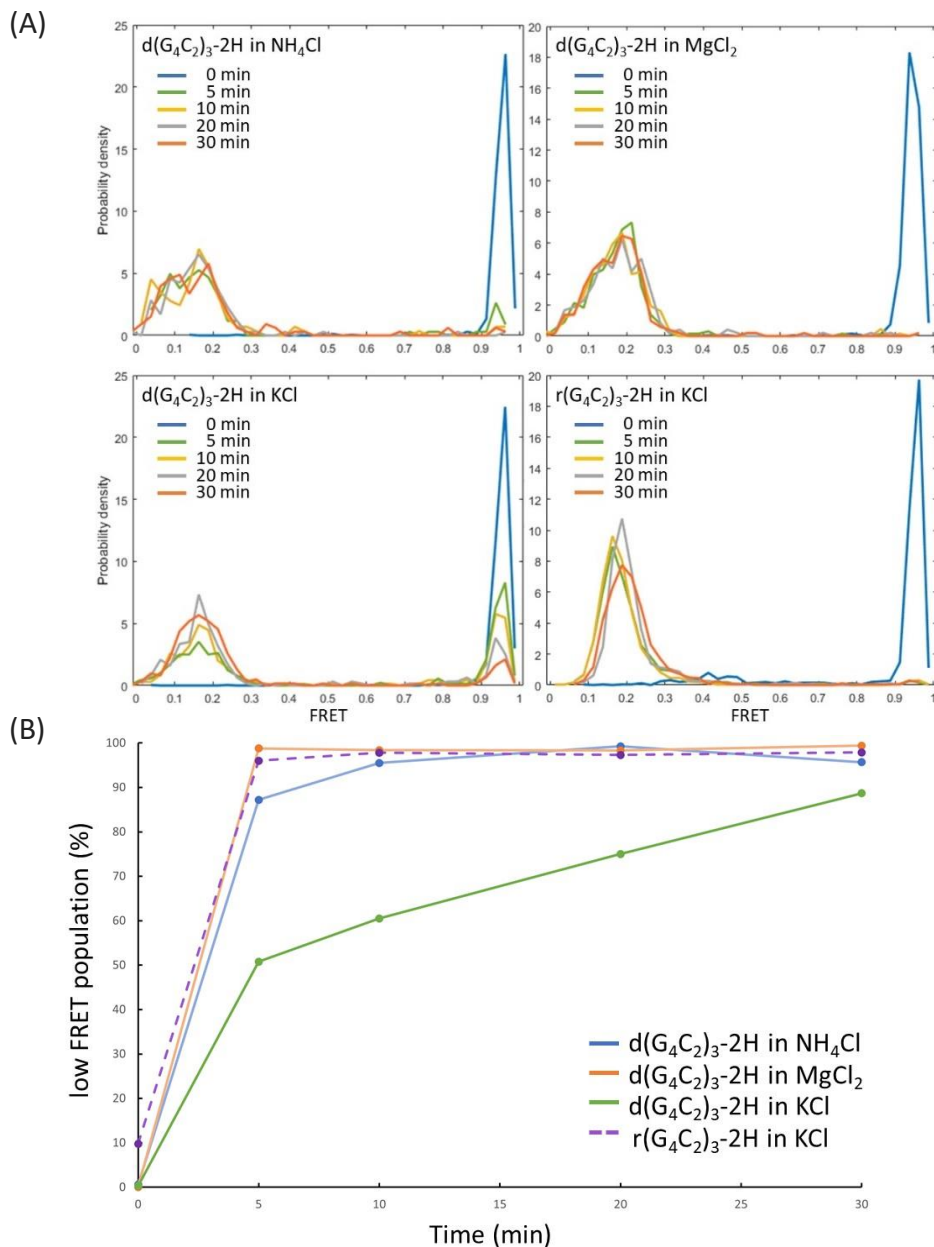 (A)
d(G₄C₂)₃-2H in NH₄Cl
0 min
5 min
10 min
20 min
30 min
Probability density
25
20
15
10
5
0
0 0.1 0.2 0.3 0.4 0.5 0.6 0.7 0.8 0.9 1
d(G₄C₂)₃-2H in MgCl₂
0 min
5 min
10 min
20 min
30 min
20
18
16
14
12
10
8
6
4
2
0
0 0.1 0.2 0.3 0.4 0.5 0.6 0.7 0.8 0.9 1
d(G₄C₂)₃-2H in KCl
0 min
5 min
10 min
20 min
30 min
Probability density
25
20
15
10
5
0
0 0.1 0.2 0.3 0.4 0.5 0.6 0.7 0.8 0.9 1
FRET
r(G₄C₂)₃-2H in KCl
0 min
5 min
10 min
20 min
30 min
20
18
16
14
12
10
8
6
4
2
0
0 0.1 0.2 0.3 0.4 0.5 0.6 0.7 0.8 0.9 1
FRET
(B)
low FRET population (%)
100
90
80
70
60
50
40
30
20
10
0
d(G₄C₂)₃-2H in NH₄Cl
d(G₄C₂)₃-2H in MgCl₂
d(G₄C₂)₃-2H in KCl
r(G₄C₂)₃-2H in KCl
0 5 10 15 20 25 30
Time (min)